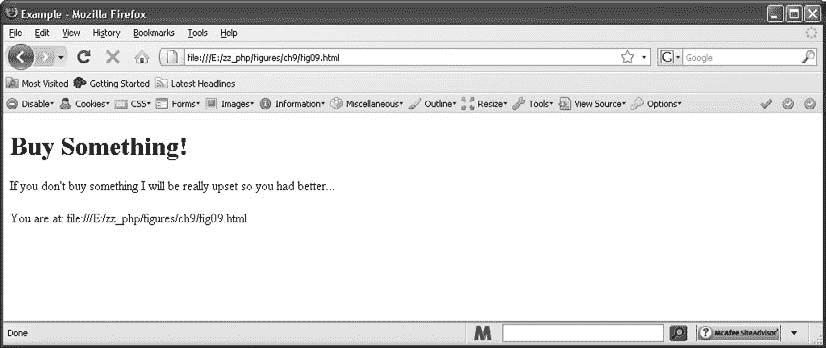 Example - Mozilla Firefox
File Edit View History Bookmarks Tools Help
file:///E:/zz_php/figures/ch9/fig09.html
G Google
Most Visited Getting Started Latest Headlines
Disable Cookies CSS Forms Images Information Miscellaneous Outline Resize Tools View Source Options
Buy Something!
If you don't buy something I will be really upset so you had better...
You are at: file:///E:/zz_php/figures/ch9/fig09.html
Done
M
McAfee SiteAdvisor